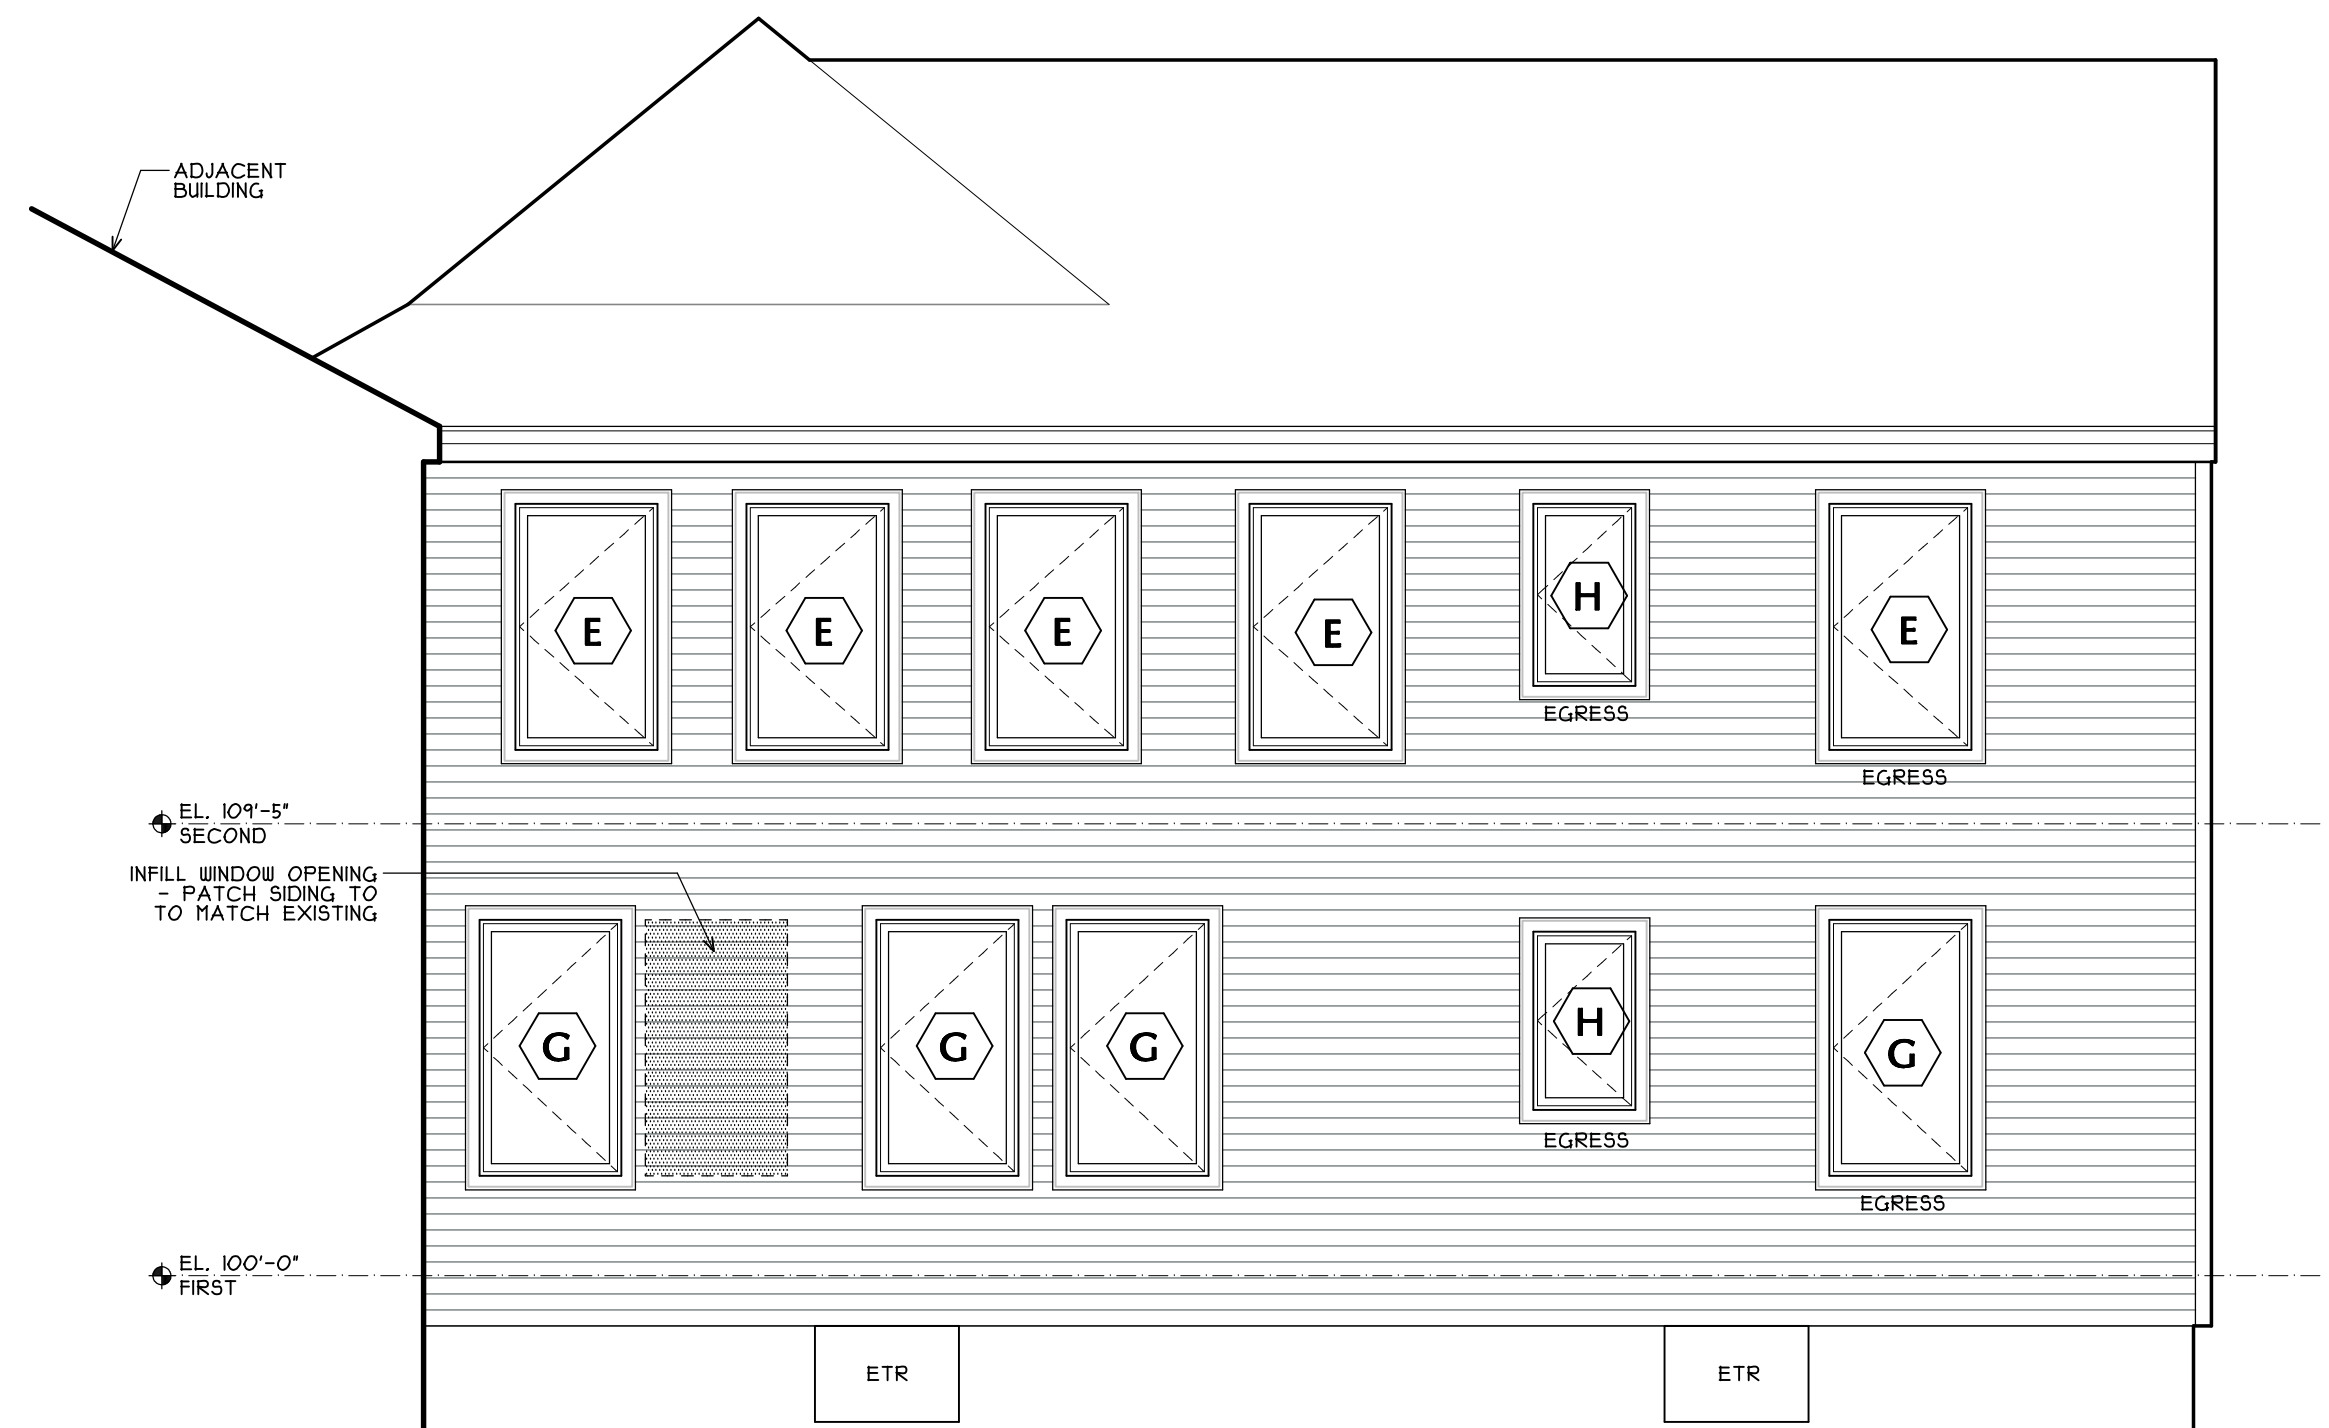 ADJACENT
BUILDING
E
E
E
E
H
E
EGRESS
EGRESS
EL. 109'-5"
SECOND
INFILL WINDOW OPENING
- PATCH SIDING TO
TO MATCH EXISTING
G
G
G
H
G
EGRESS
EGRESS
EL. 100'-0"
FIRST
ETR
ETR